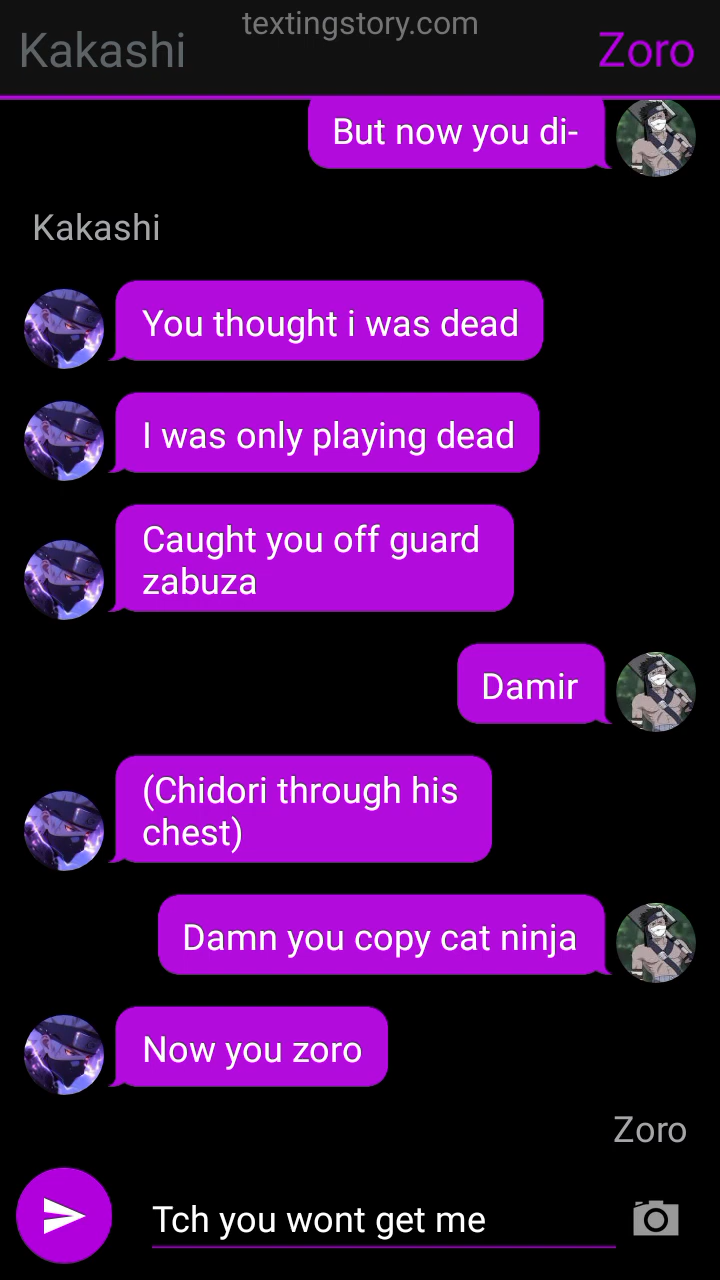 textingstory.com
Kakashi
Zoro
But now you di-
Kakashi
You thought i was dead
I was only playing dead
Caught you off guard
zabuza
Damir
(Chidori through his
chest)
Damn you copy cat ninja
Now you zoro
Zoro
Tch you wont get me